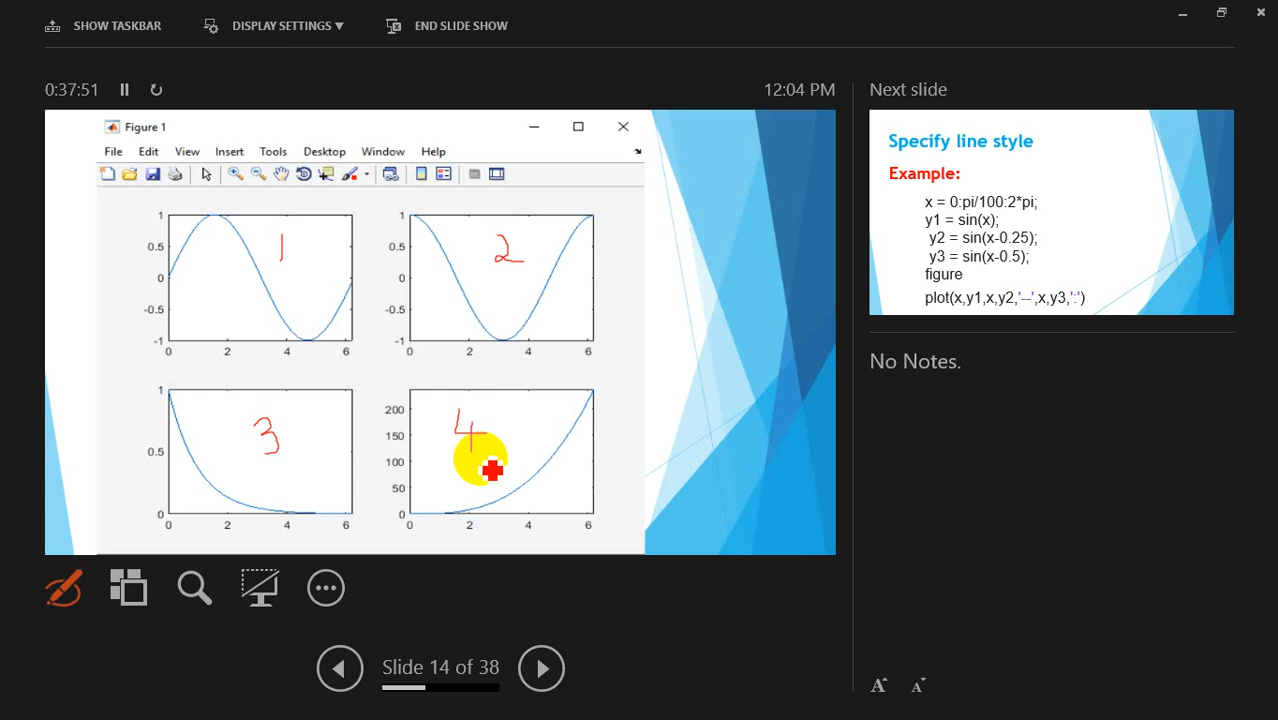 SHOW TASKBAR DISPLAY SETTINGS ▼ END SLIDE SHOW
0:37:51 12:04 PM
Figure 1
File Edit View Insert Tools Desktop Window Help
1
0.5
0
-0.5
-1
0 2 4 6
1
1
0.5
0
-0.5
-1
0 2 4 6
2
1
0.5
0
0 2 4 6
3
200
150
100
50
0
0 2 4 6
4
Next slide
Specify line style
Example:
x = 0:pi/100:2*pi;
y1 = sin(x);
y2 = sin(x-0.25);
y3 = sin(x-0.5);
figure
plot(x,y1,x,y2,'--',x,y3,':')
No Notes.
Slide 14 of 38
A A